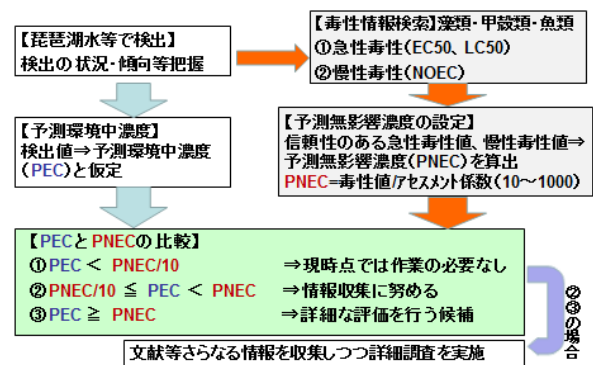 【琵琶湖水等で検出】
検出の状況・傾向等把握
【毒性情報検索】藻類・甲殻類・魚類
①急性毒性(EC50、LC50)
②慢性毒性(NOEC)
【予測環境中濃度】
検出値⇒予測環境中濃度
(PEC)と仮定
【予測無影響濃度の設定】
信頼性のある急性毒性値、慢性毒性値⇒
予測無影響濃度(PNEC)を算出
PNEC=毒性値/アセスメント係数(10～1000)
【PECとPNECの比較】
①PEC < PNEC/10 ⇒現時点では作業の必要なし
②PNEC/10 ≦ PEC < PNEC ⇒情報収集に努める
③PEC ≧ PNEC ⇒詳細な評価を行う候補
②③の場合
文献等さらなる情報を収集しつつ詳細調査を実施